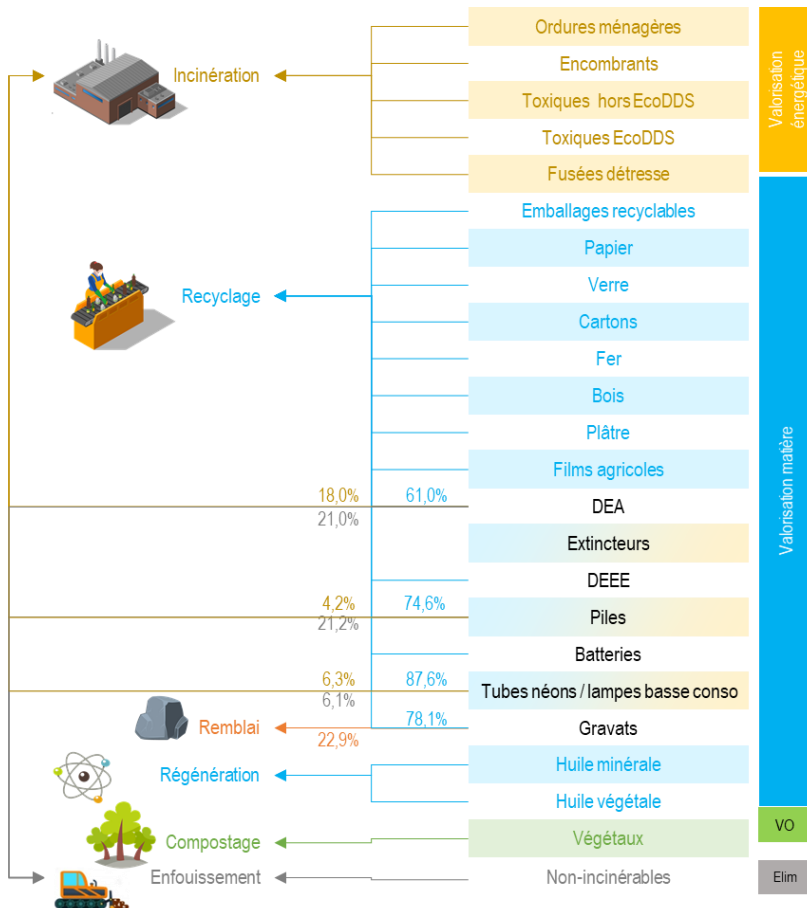 Ordures ménagères
Incinération
Encombrants
Toxiques hors EcoDDS
Toxiques EcoDDS
Fusées détresse
Valorisation
énergétique
Emballages recyclables
Papier
Verre
Recyclage
Cartons
Fer
Bois
Plâtre
Films agricoles
18,0% 61,0%
21,0%
DEA
Extincteurs
DEEE
4,2% 74,6%
21,2%
Piles
Batteries
6,3% 87,6%
6,1%
Tubes néons / lampes basse conso
78,1%
Remblai
22,9%
Gravats
Huile minérale
Régénération
Huile végétale
Valorisation matière
Compostage
Végétaux
VO
Enfouissement
Non-incinérables
Elim